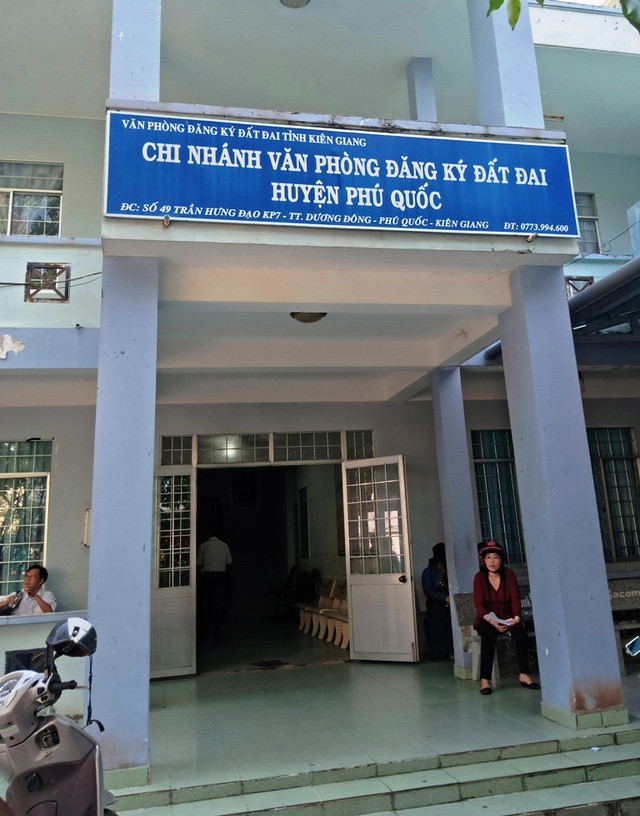 VĂN PHÒNG ĐĂNG KÝ ĐẤT ĐAI TỈNH KIÊN GIANG
CHI NHÁNH VĂN PHÒNG ĐĂNG KÝ ĐẤT ĐAI
HUYỆN PHÚ QUỐC
ĐC: SỐ 49 TRẦN HƯNG ĐẠO KP7 - TT. DƯƠNG ĐÔNG - PHÚ QUỐC - KIÊN GIANG ĐT: 0773.994.600
Sacom